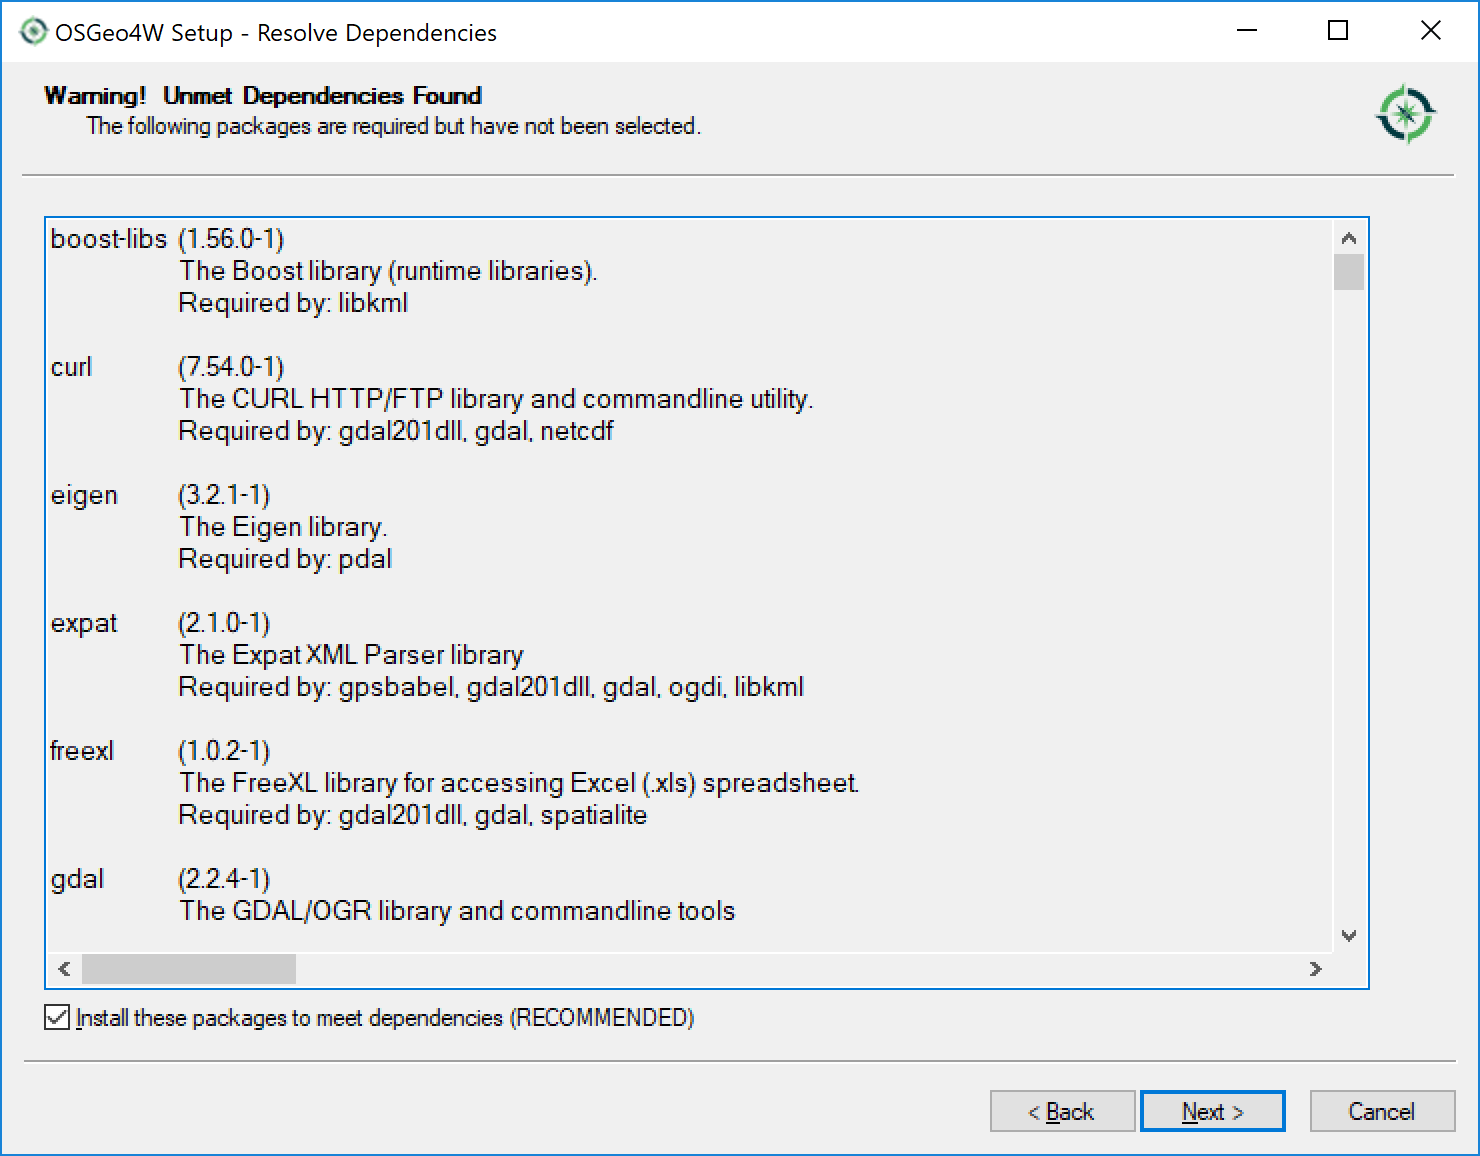 OSGeo4W Setup - Resolve Dependencies
Warning! Unmet Dependencies Found
The following packages are required but have not been selected.
boost-libs (1.56.0-1)
The Boost library (runtime libraries).
Required by: libkml
curl (7.54.0-1)
The CURL HTTP/FTP library and commandline utility.
Required by: gdal201dll, gdal, netcdf
eigen (3.2.1-1)
The Eigen library.
Required by: pdal
expat (2.1.0-1)
The Expat XML Parser library
Required by: gpsbabel, gdal201dll, gdal, ogdi, libkml
freexl (1.0.2-1)
The FreeXL library for accessing Excel (.xls) spreadsheet.
Required by: gdal201dll, gdal, spatialite
gdal (2.2.4-1)
The GDAL/OGR library and commandline tools
Install these packages to meet dependencies (RECOMMENDED)
< Back Next > Cancel